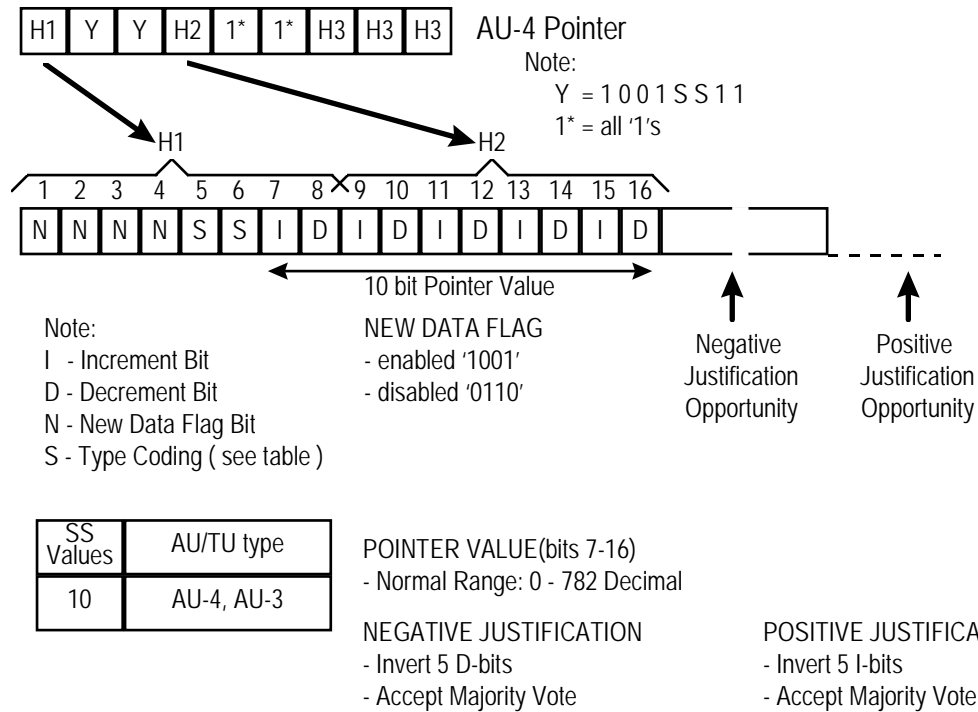 H1 Y Y H2 1* 1* H3 H3 H3 AU-4 Pointer
Note:
Y = 1 0 0 1 S S 1 1
1* = all '1's
H1 H2
1 2 3 4 5 6 7 8 9 10 11 12 13 14 15 16
N N N N S S I D I D I D I D I D
10 bit Pointer Value
Note:
I - Increment Bit
D - Decrement Bit
N - New Data Flag Bit
S - Type Coding ( see table )
NEW DATA FLAG
- enabled '1001'
- disabled '0110'
Negative
Justification
Opportunity
Positive
Justification
Opportunity
SS Values AU/TU type
10 AU-4, AU-3
POINTER VALUE(bits 7-16)
- Normal Range: 0 - 782 Decimal
NEGATIVE JUSTIFICATION
- Invert 5 D-bits
- Accept Majority Vote
POSITIVE JUSTIFICA
- Invert 5 I-bits
- Accept Majority Vote